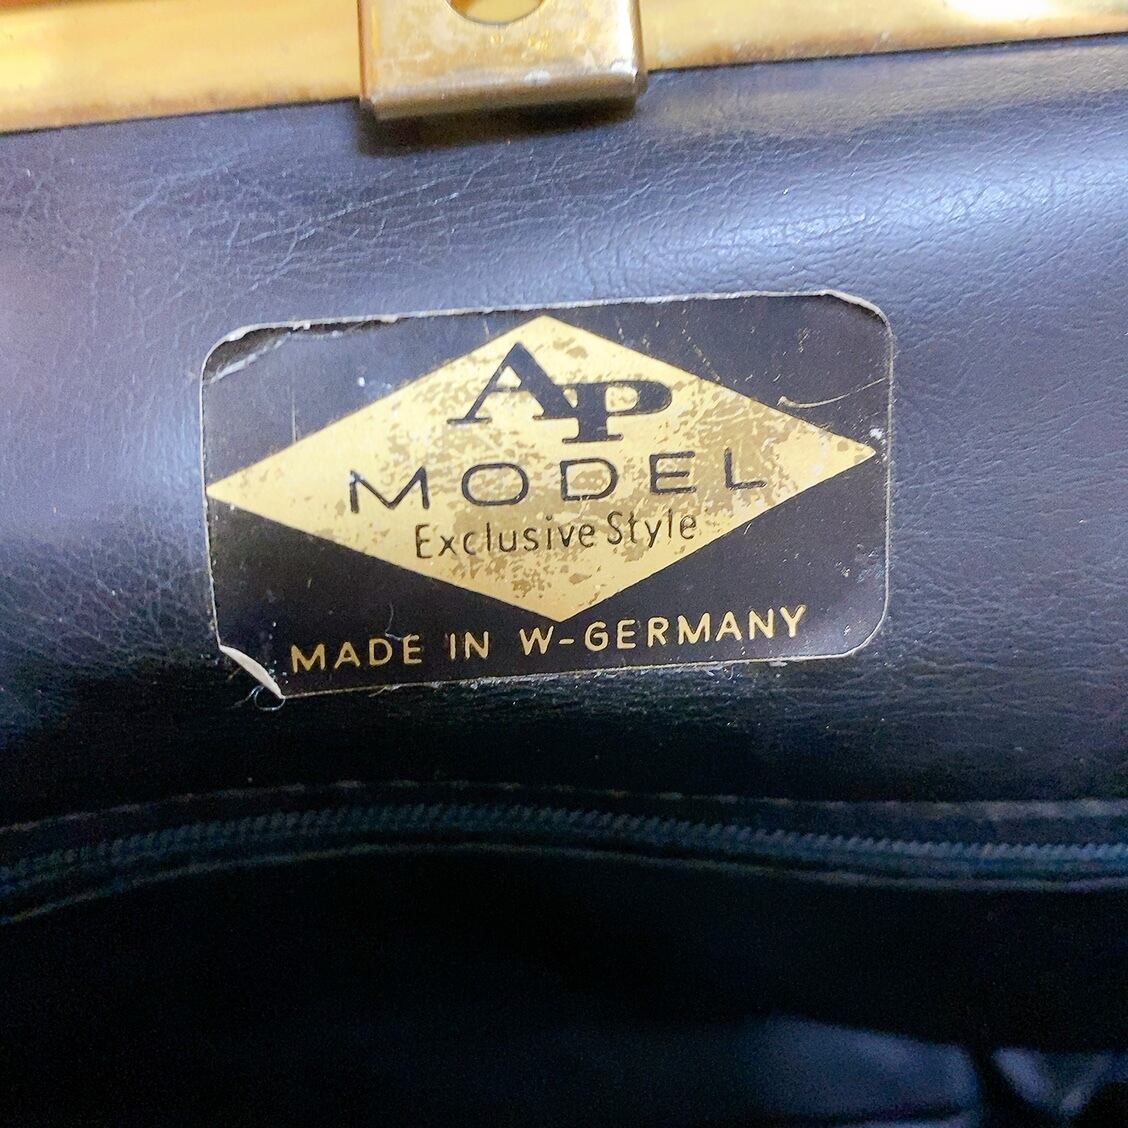 AP
MODEL
Exclusive Style
MADE IN W-GERMANY